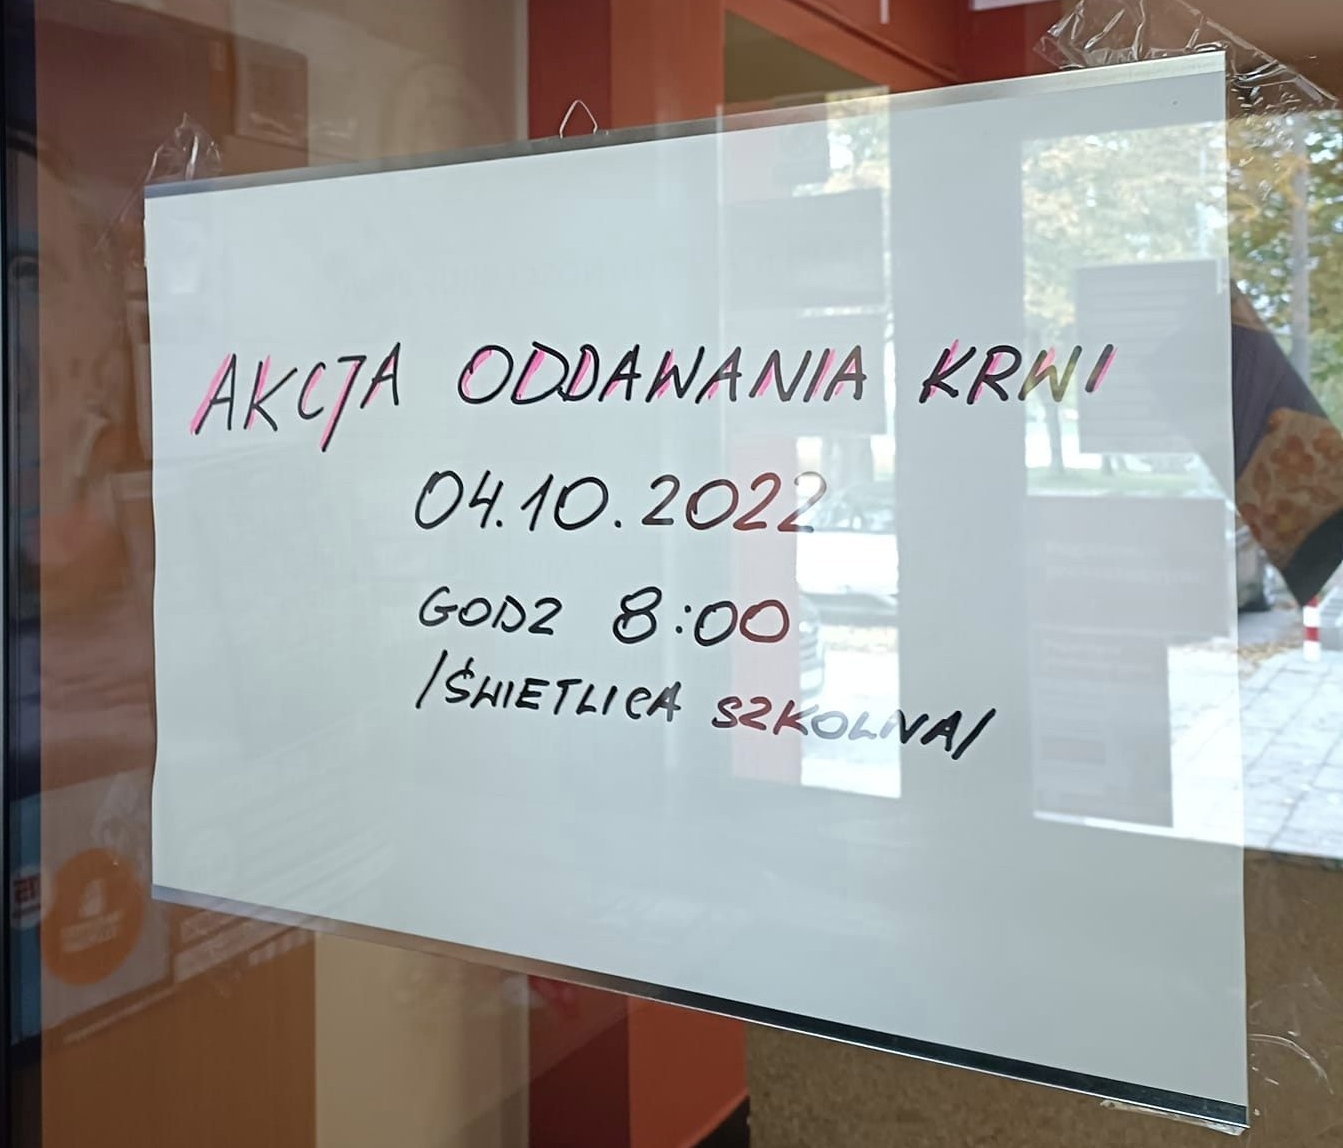 AKCJA ODDAWANIA KRWI
04.10.2022
GODZ 8:00
/ŚWIETLICA SZKOLNA/